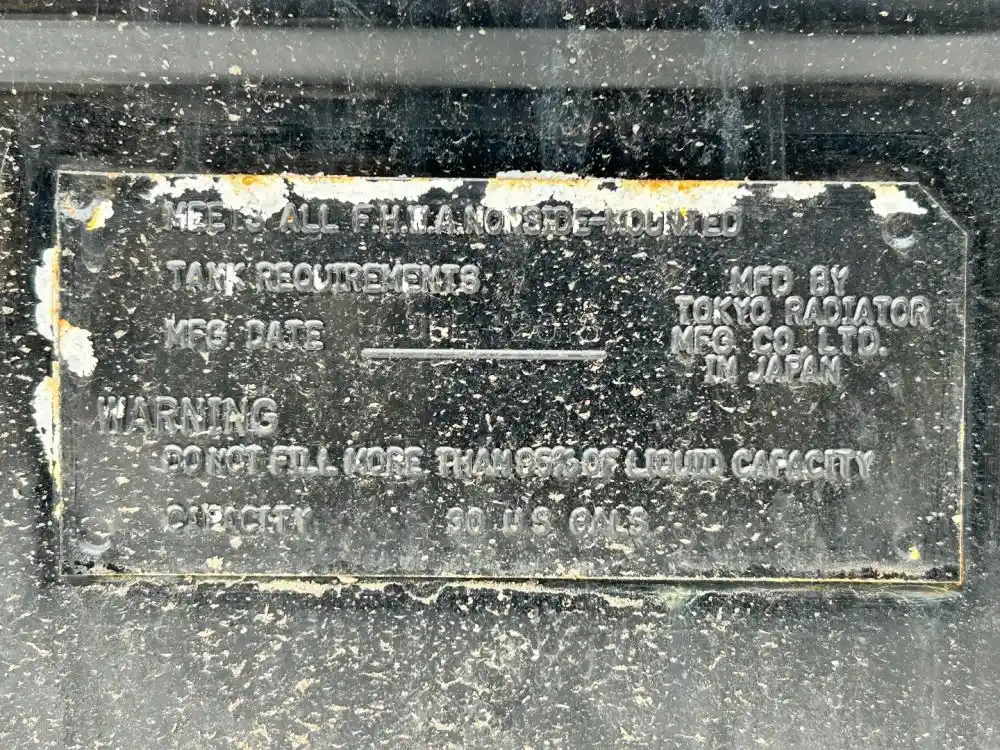 MEETS ALL F.H.W.A. NONSIDE-MOUNTED
TANK REQUIREMENTS
MFG DATE
MFD BY
TOKYO RADIATOR
MFG CO. LTD.
IN JAPAN
WARNING
DO NOT FILL MORE THAN 95% OF LIQUID CAPACITY
CAPACITY 30 U.S GALS